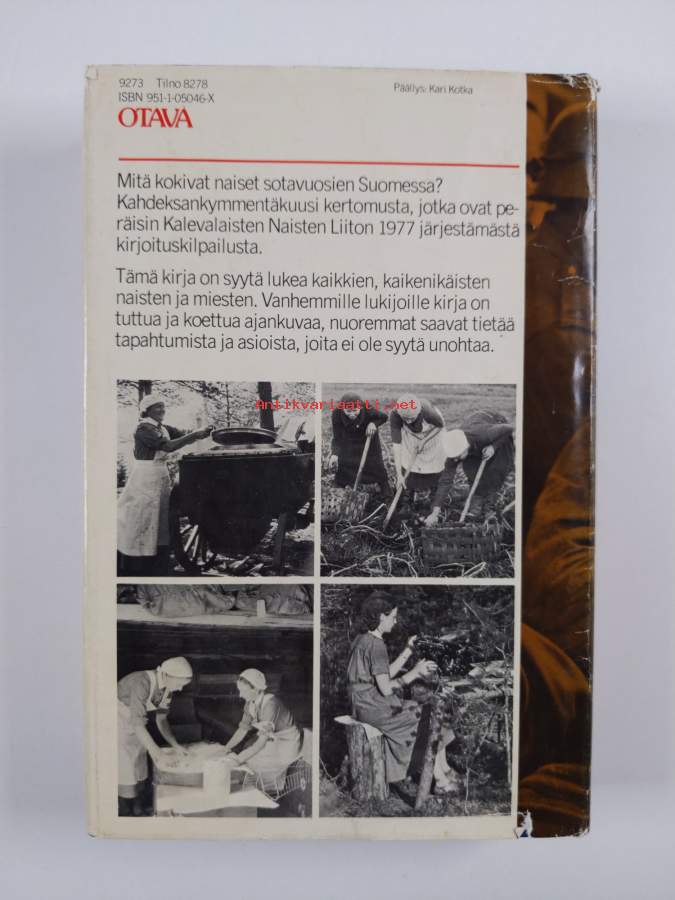 9273 Tilno 8278
ISBN 951-1-05046-X
Päällys: Kari Kotka
OTAVA
Mitä kokivat naiset sotavuosien Suomessa?
Kahdeksankymmentäkuusi kertomusta, jotka ovat pe-
räisin Kalevalaisten Naisten Liiton 1977 järjestämästä
kirjoituskilpailusta.
Tämä kirja on syytä lukea kaikkien, kaikenikäisten
naisten ja miesten. Vanhemmille lukijoille kirja on
tuttua ja koettua ajankuvaa, nuoremmat saavat tietää
tapahtumista ja asioista, joita ei ole syytä unohtaa.
Antikvariaatti.net